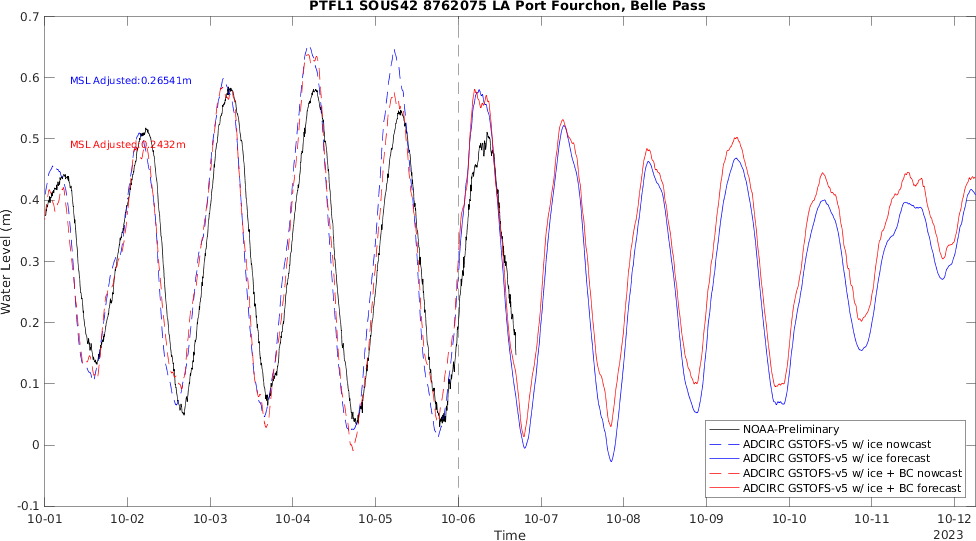 PTFL1 SOUS42 8762075 LA Port Fourchon, Belle Pass
0.7
0.6
0.5
0.4
0.3
0.2
0.1
0
-0.1
Water Level (m)
MSL Adjusted:0.26541m
MSL Adjusted:0.2432m
NOAA-Preliminary
ADCIRC GSTOFS-v5 w/ ice nowcast
ADCIRC GSTOFS-v5 w/ ice forecast
ADCIRC GSTOFS-v5 w/ ice + BC nowcast
ADCIRC GSTOFS-v5 w/ ice + BC forecast
10-01 10-02 10-03 10-04 10-05 10-06 10-07 10-08 10-09 10-10 10-11 10-12
Time
2023